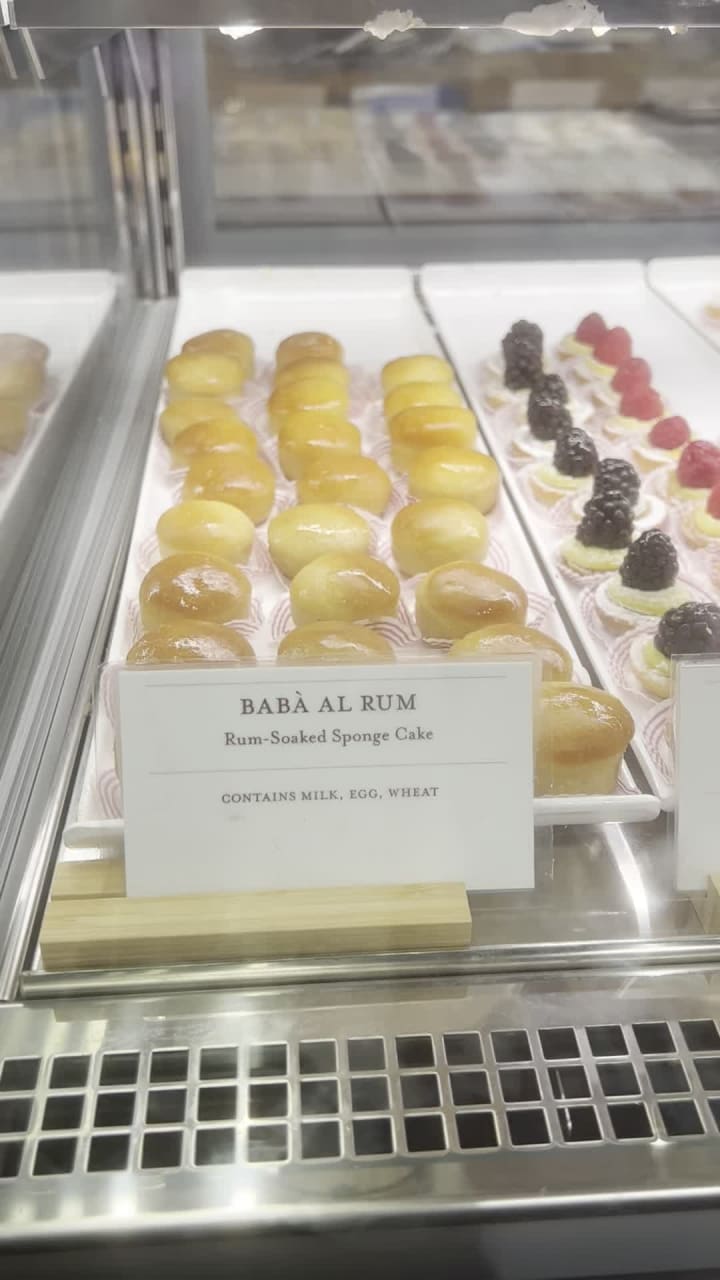 BABÀ AL RUM
Rum-Soaked Sponge Cake
CONTAINS MILK, EGG, WHEAT